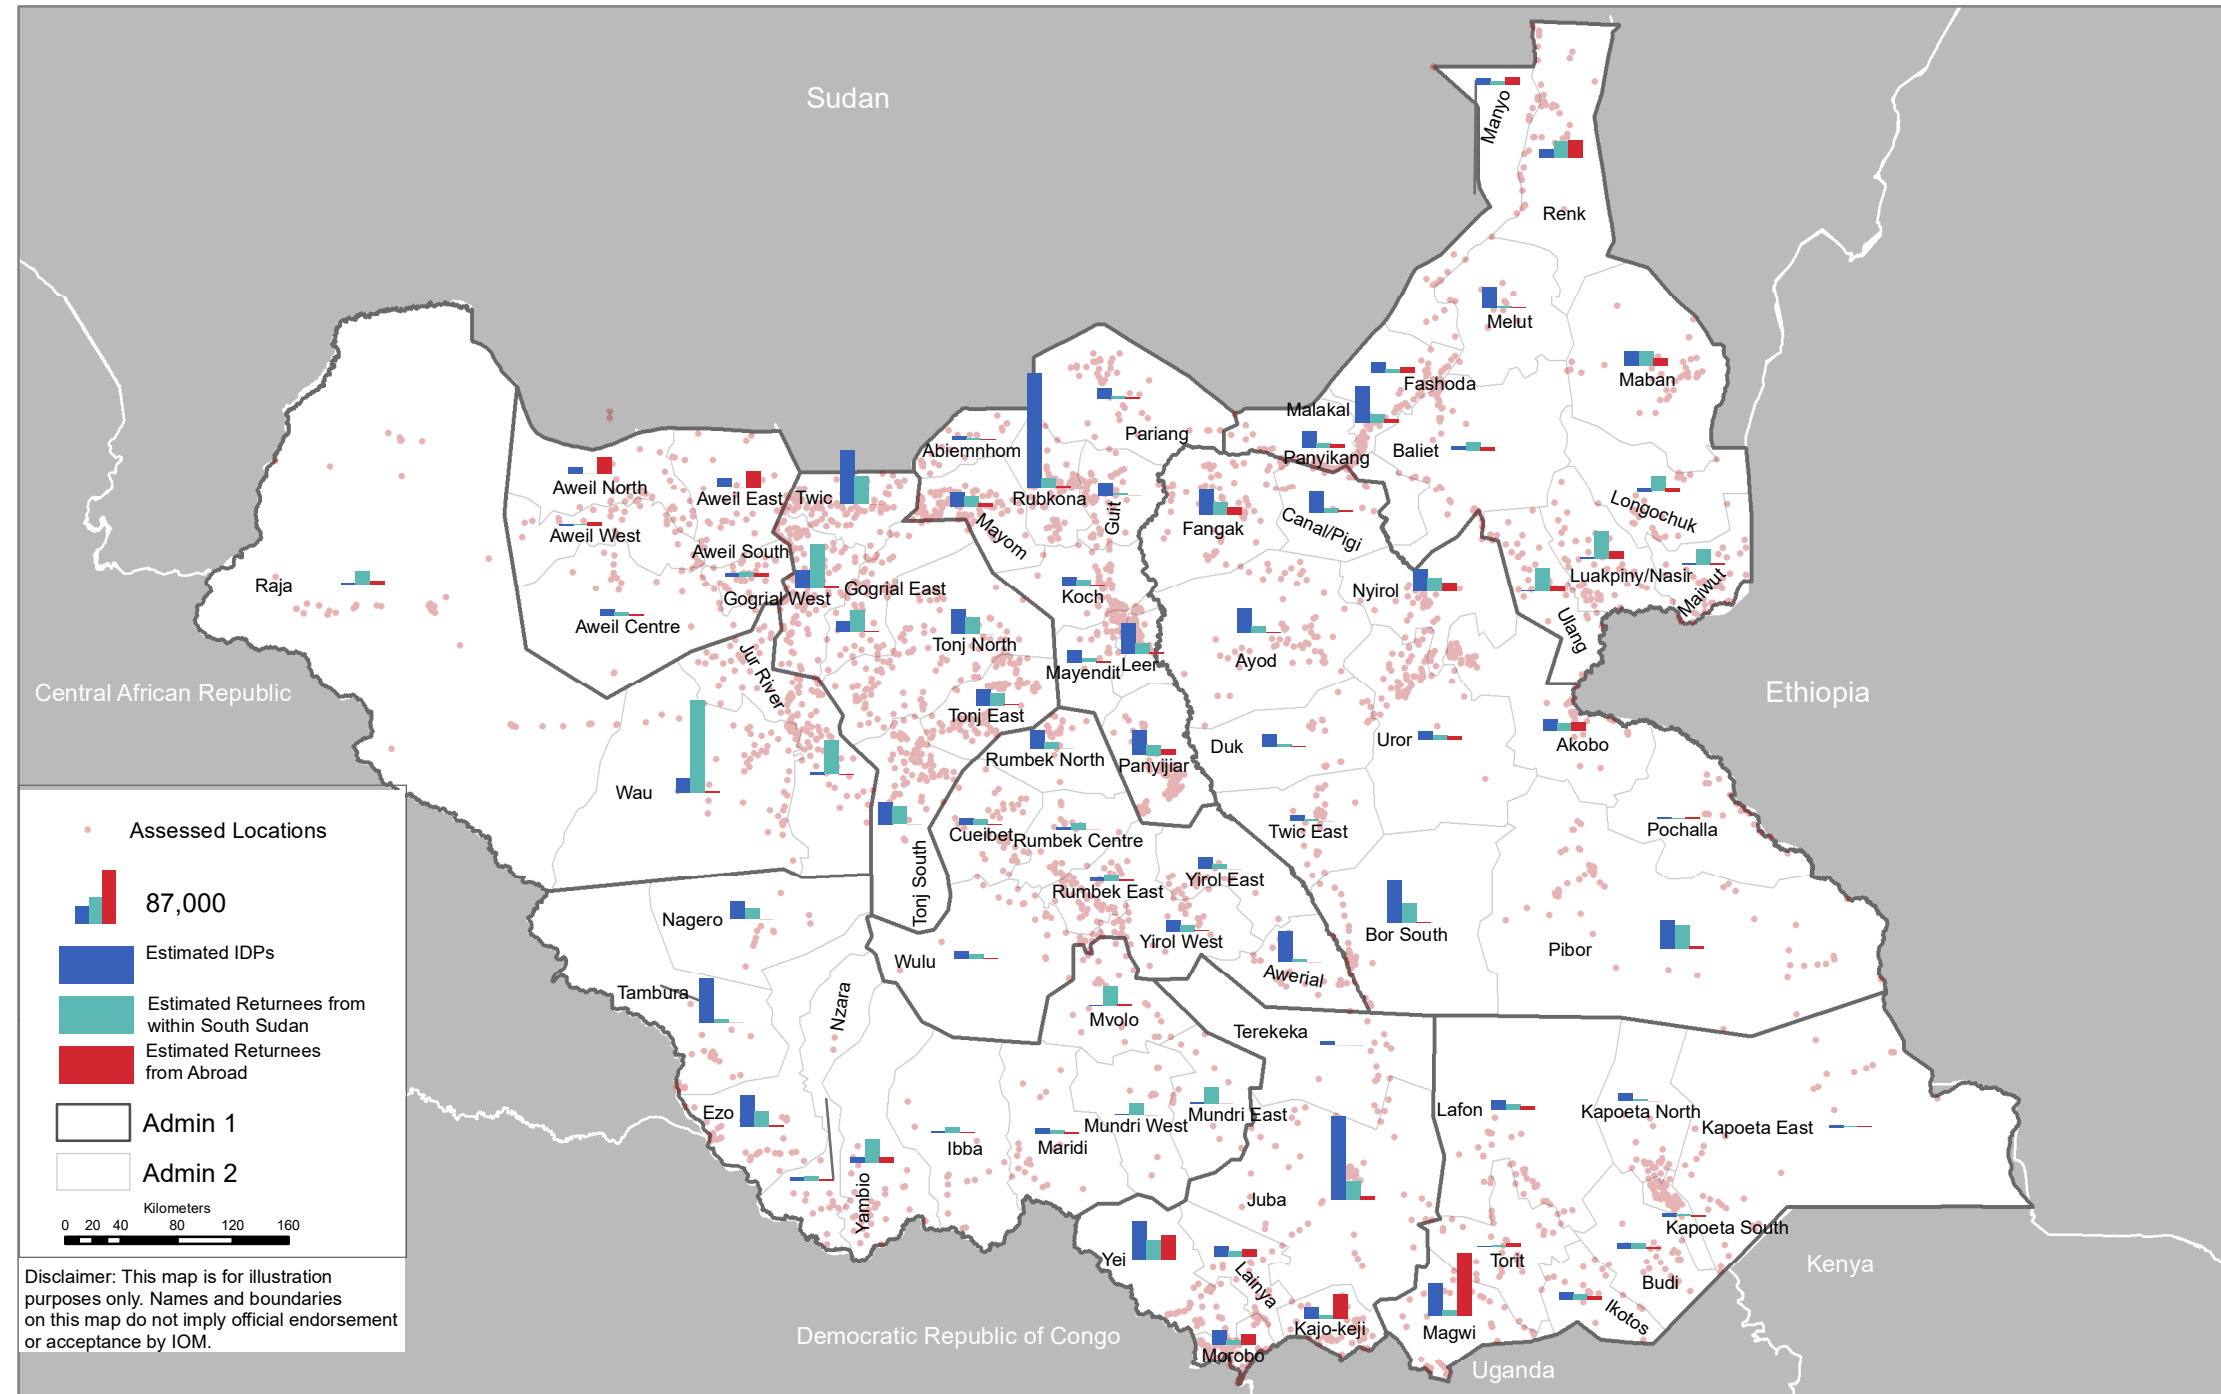 Sudan
Manyo
Renk
Melut
Maban
Fashoda
Malakal
Pariang
Abiemnhom
Baliet
Panyikang
Aweil North
Aweil East
Twic
Rubkona
Guit
Longochuk
Mayom
Fangak
Canal/Pigi
Aweil West
Aweil South
Luakpiny/Nasir
Maiwut
Raja
Gogrial West
Gogrial East
Koch
Nyirol
Ulang
Aweil Centre
Tonj North
Jur River
Mayendit
Leer
Ayod
Central African Republic
Ethiopia
Tonj East
Rumbek North
Panyijiar
Duk
Uror
Akobo
Wau
Cueibet
Rumbek Centre
Twic East
Pochalla
Tonj South
Rumbek East
Yirol East
Nagero
Yirol West
Bor South
Pibor
Wulu
Awerial
Tambura
Nzara
Mvolo
Terekeka
Ezo
Ibba
Maridi
Mundri West
Mundri East
Lafon
Kapoeta North
Kapoeta East
Yambio
Juba
Kapoeta South
Yei
Lainya
Torit
Budi
Kenya
Kajo-keji
Magwi
Ikotos
Morobo
Democratic Republic of Congo
Uganda
Assessed Locations
87,000
Estimated IDPs
Estimated Returnees from
within South Sudan
Estimated Returnees
from Abroad
Admin 1
Admin 2
Kilometers
0 20 40 80 120 160
Disclaimer: This map is for illustration
purposes only. Names and boundaries
on this map do not imply official endorsement
or acceptance by IOM.